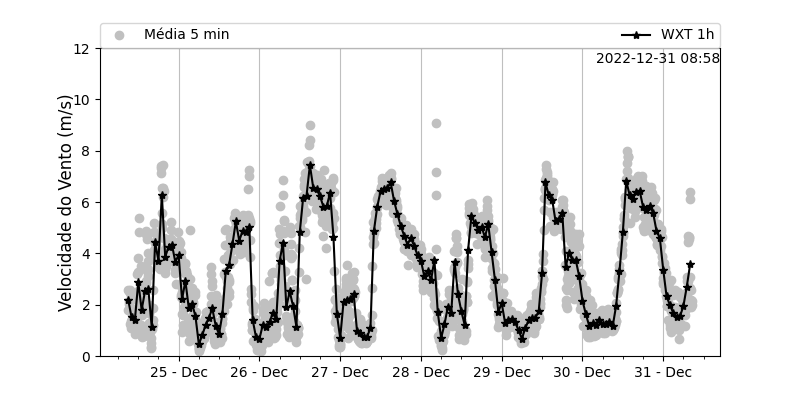 Média 5 min
WXT 1h
2022-12-31 08:58
Velocidade do Vento (m/s)
12
10
8
6
4
2
0
25 - Dec
26 - Dec
27 - Dec
28 - Dec
29 - Dec
30 - Dec
31 - Dec